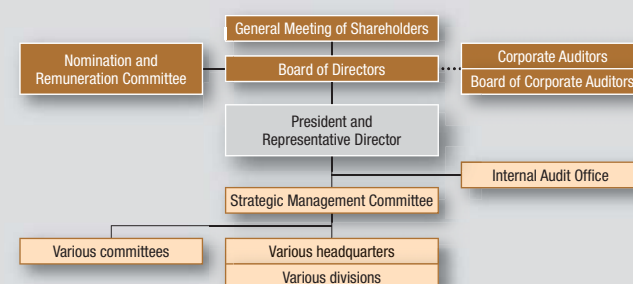 General Meeting of Shareholders
Nomination and
Remuneration Committee
Board of Directors
Corporate Auditors
Board of Corporate Auditors
President and
Representative Director
Internal Audit Office
Strategic Management Committee
Various committees
Various headquarters
Various divisions